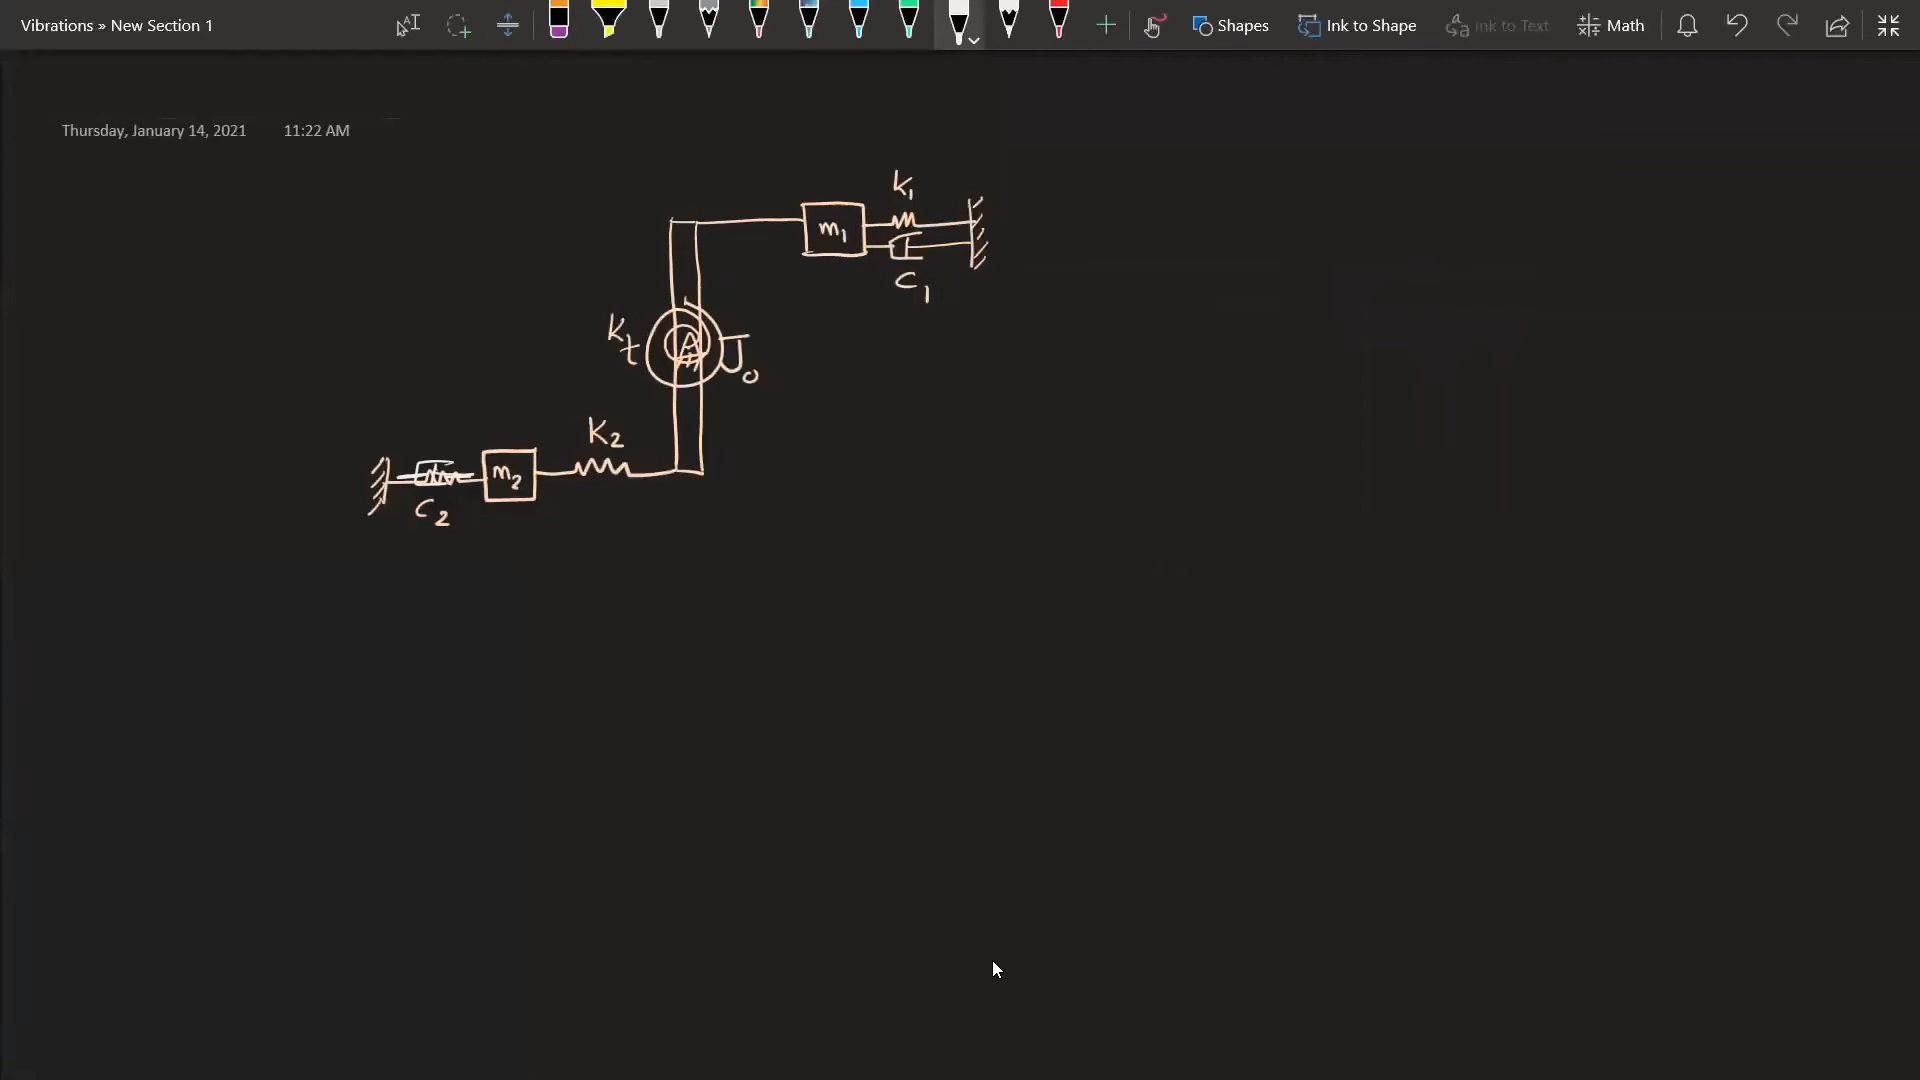 Vibrations » New Section 1
Shapes
Ink to Shape
Ink to Text
Math
Thursday, January 14, 2021 11:22 AM
K1
m1
C1
Kt
J0
K2
m2
C2